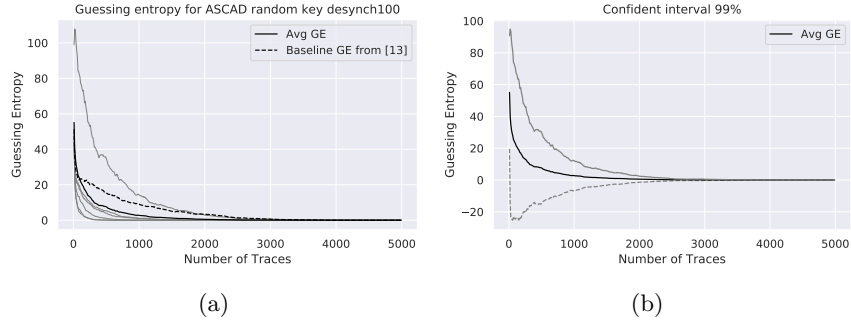 Guessing entropy for ASCAD random key desynch100
Avg GE
Baseline GE from [13]
Guessing Entropy
100
80
60
40
20
0
0 1000 2000 3000 4000 5000
Number of Traces
(a)
Confident interval 99%
Avg GE
Guessing Entropy
100
80
60
40
20
0
−20
0 1000 2000 3000 4000 5000
Number of Traces
(b)